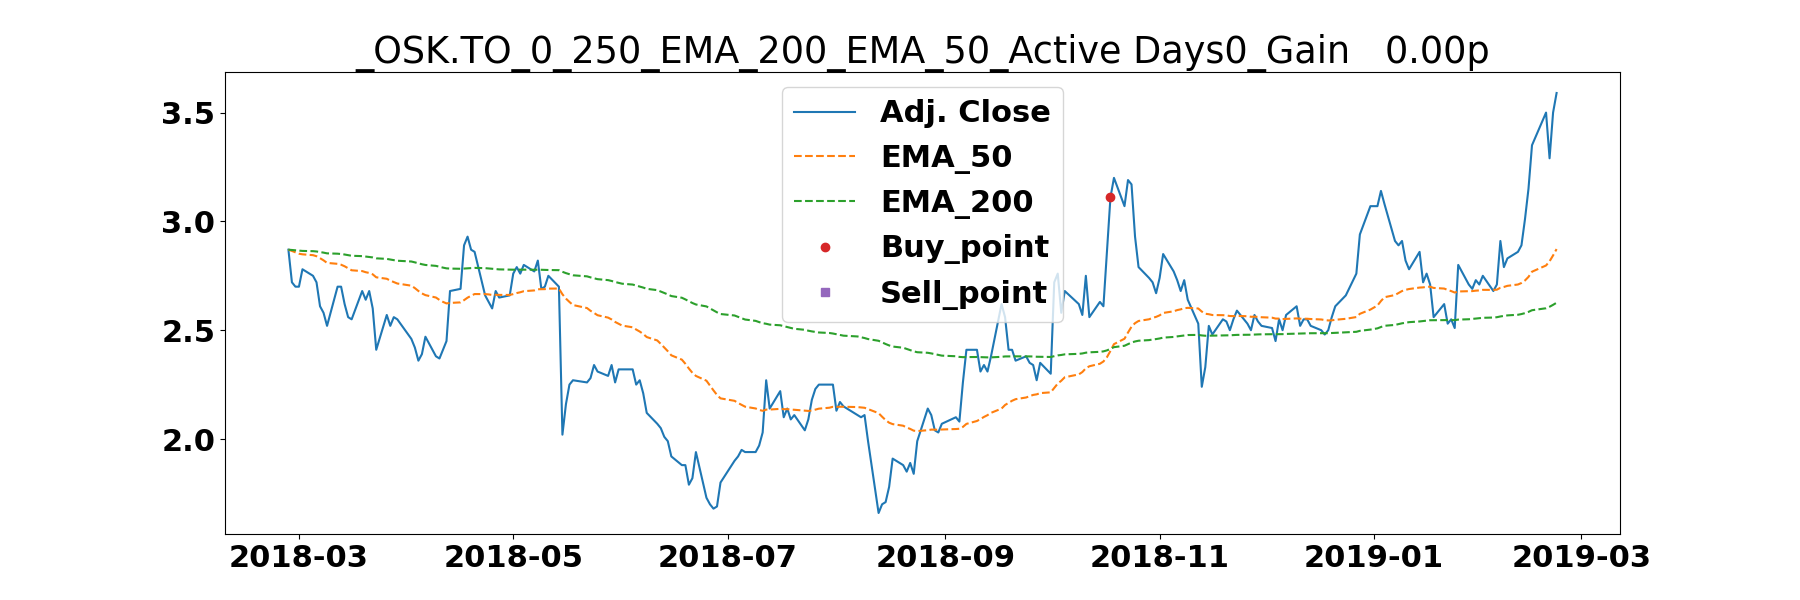 _OSK.TO_0_250_EMA_200_EMA_50_Active Days0_Gain   0.00p
3.5
3.0
2.5
2.0
Adj. Close
EMA_50
EMA_200
Buy_point
Sell_point
2018-03 2018-05 2018-07 2018-09 2018-11 2019-01 2019-03